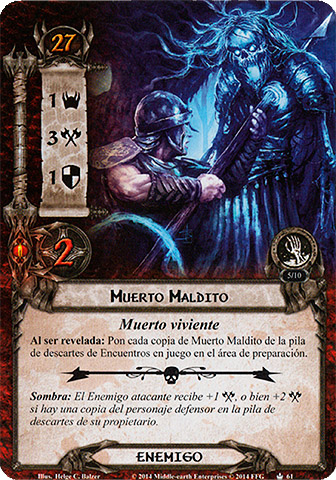 27
1
3
1
2
5/10
Muerto Maldito
Muerto viviente
Al ser revelada: Pon cada copia de Muerto Maldito de la pila
de descartes de Encuentros en juego en el área de preparación.
Sombra: El Enemigo atacante recibe +1, o bien +2
si hay una copia del personaje defensor en la pila de
descartes de su propietario.
ENEMIGO
Illus. Helge C. Balzer © 2014 Middle-earth Enterprises © 2014 FFG 61